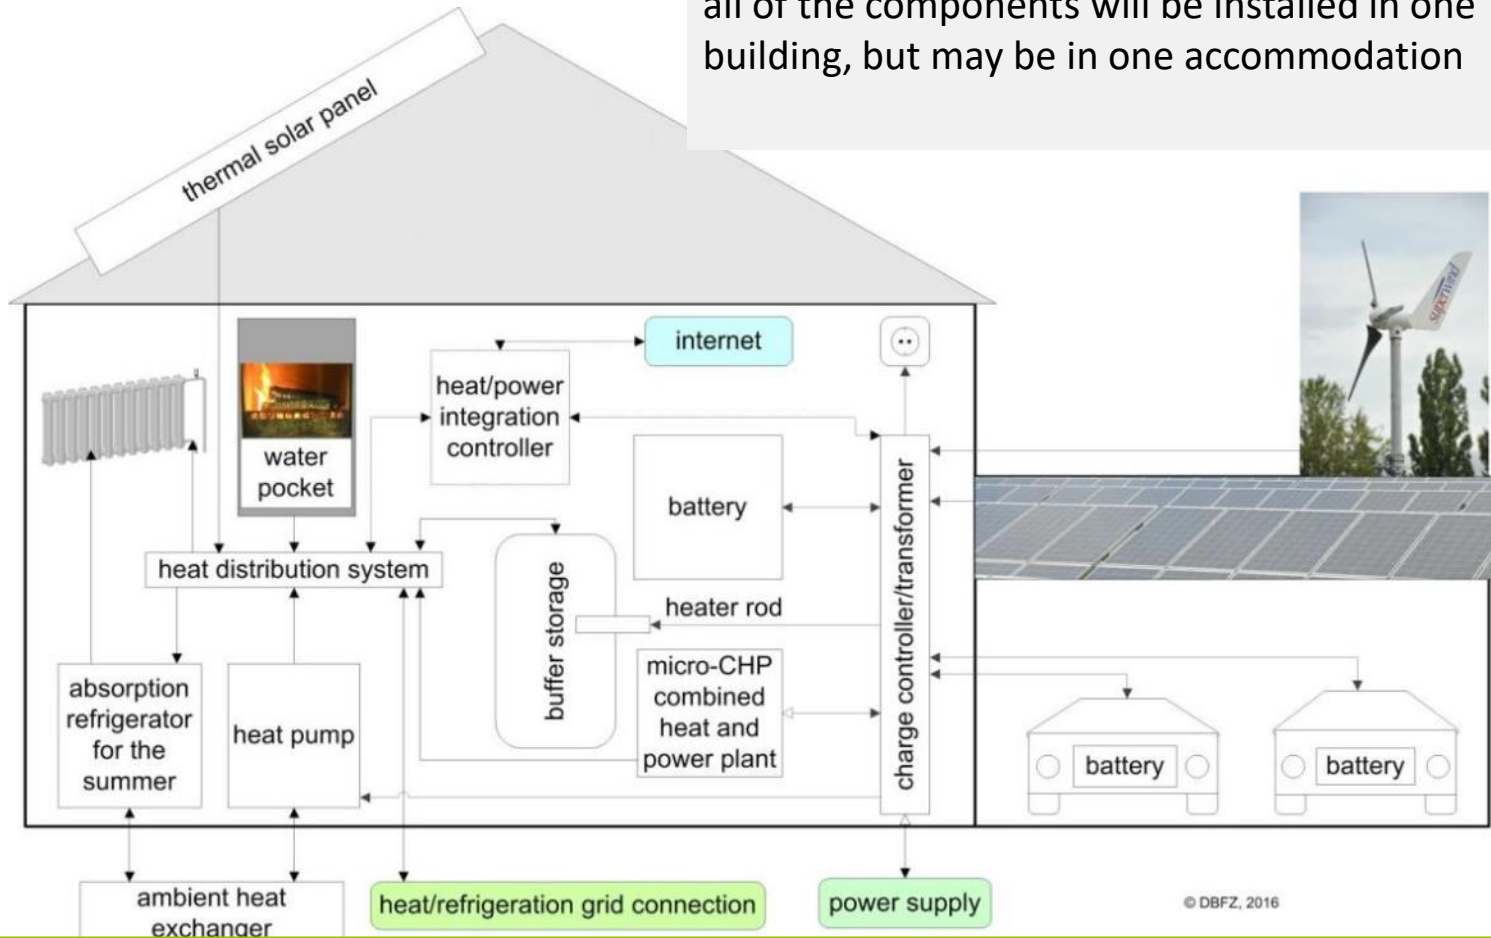 all of the components will be installed in one
building, but may be in one accommodation
thermal solar panel
superwind
internet
heat/power
integration
controller
water
pocket
battery
heat distribution system
buffer storage
heater rod
charge controller/transformer
micro-CHP
combined
heat and
power plant
absorption
refrigerator
for the
summer
heat pump
battery
battery
ambient heat
exchanger
heat/refrigeration grid connection
power supply
© DBFZ, 2016